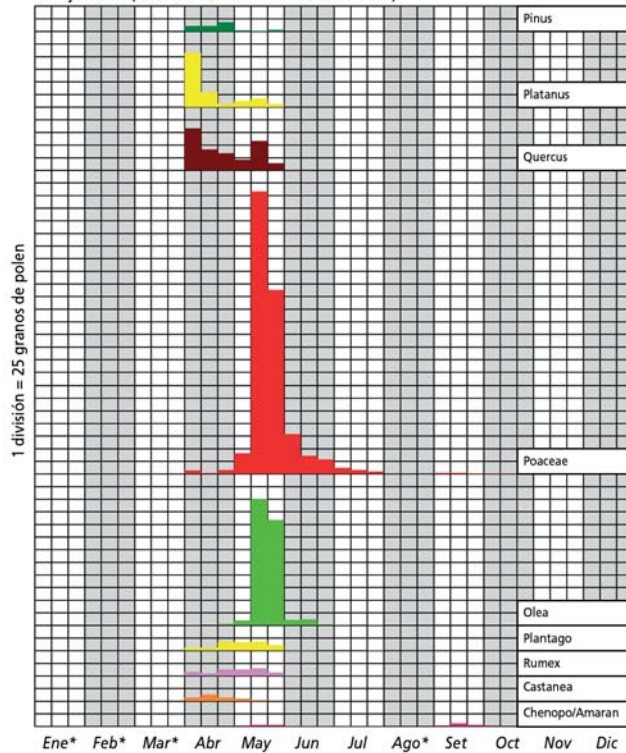 Pinus
Platanus
Quercus
1 división = 25 granos de polen
Poaceae
Olea
Plantago
Rumex
Castanea
Chenopo/Amaran
Ene* Feb* Mar* Abr May Jun Jul Ago* Set Oct Nov Dic